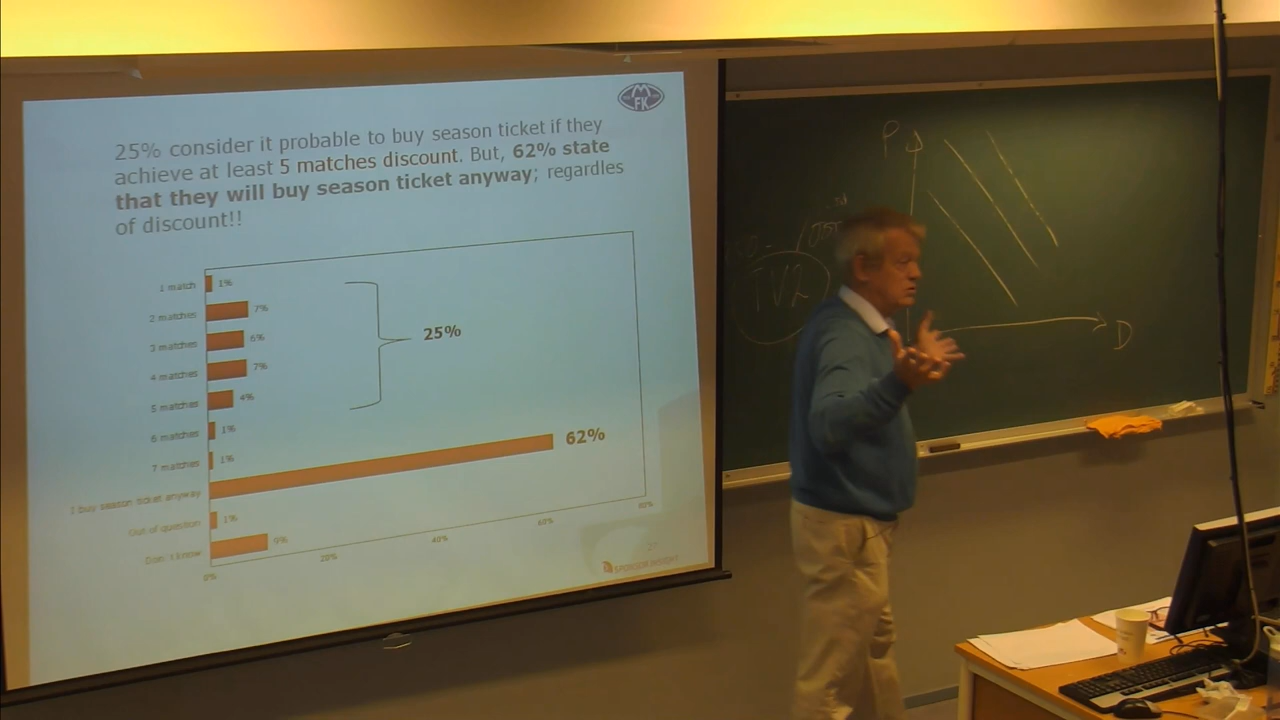 MFK
25% consider it probable to buy season ticket if they
achieve at least 5 matches discount. But, 62% state
that they will buy season ticket anyway; regardles
of discount!!
1 match 1%
2 matches 7%
3 matches 6%
4 matches 7%
5 matches 4%
25%
6 matches 1%
7 matches 1%
I buy season ticket anyway 62%
Out of question 1%
Don't know 9%
0% 20% 40% 60% 80%
27
SPONSOR INSIGHT
P
D
TV2